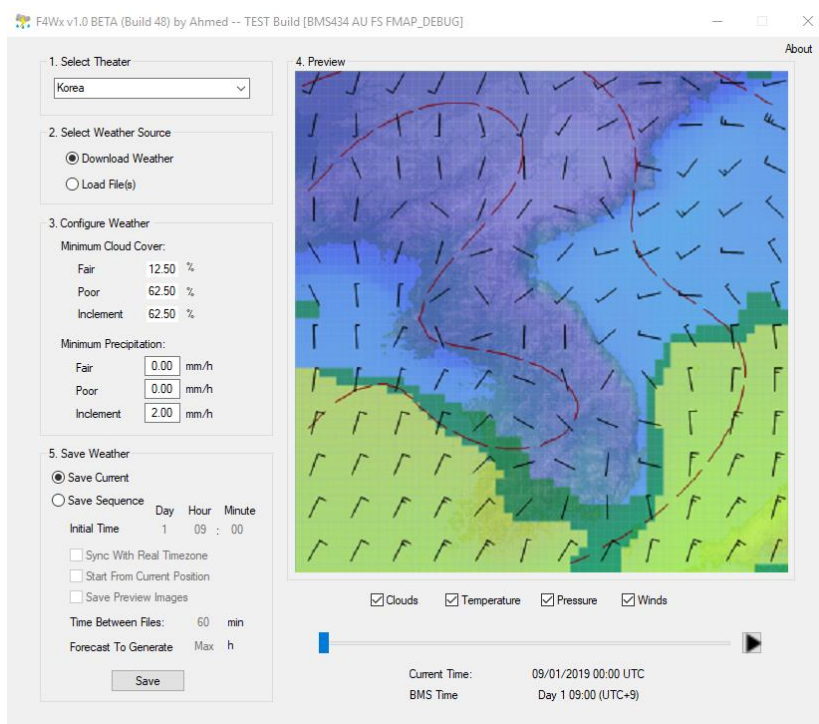 F4Wx v1.0 BETA (Build 48) by Ahmed -- TEST Build [BMS434 AU FS FMAP_DEBUG]
About
1. Select Theater
Korea
2. Select Weather Source
Download Weather
Load File(s)
3. Configure Weather
Minimum Cloud Cover:
Fair 12.50 %
Poor 62.50 %
Inclement 62.50 %
Minimum Precipitation:
Fair 0.00 mm/h
Poor 0.00 mm/h
Inclement 2.00 mm/h
5. Save Weather
Save Current
Save Sequence
Day Hour Minute
Initial Time 1 09 : 00
Sync With Real Timezone
Start From Current Position
Save Preview Images
Time Between Files: 60 min
Forecast To Generate Max h
Save
4. Preview
Clouds Temperature Pressure Winds
Current Time: 09/01/2019 00:00 UTC
BMS Time Day 1 09:00 (UTC+9)